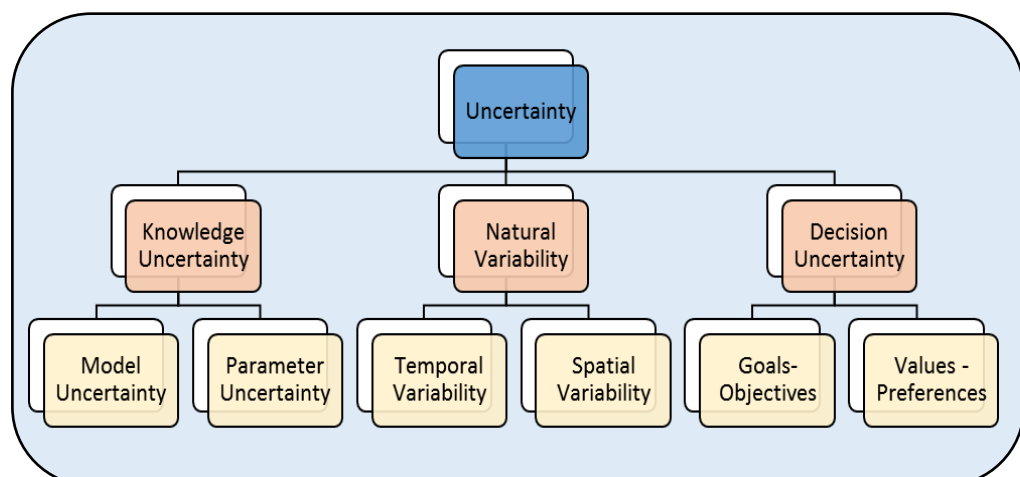 Uncertainty
Knowledge
Uncertainty
Natural
Variability
Decision
Uncertainty
Model
Uncertainty
Parameter
Uncertainty
Temporal
Variability
Spatial
Variability
Goals-
Objectives
Values -
Preferences